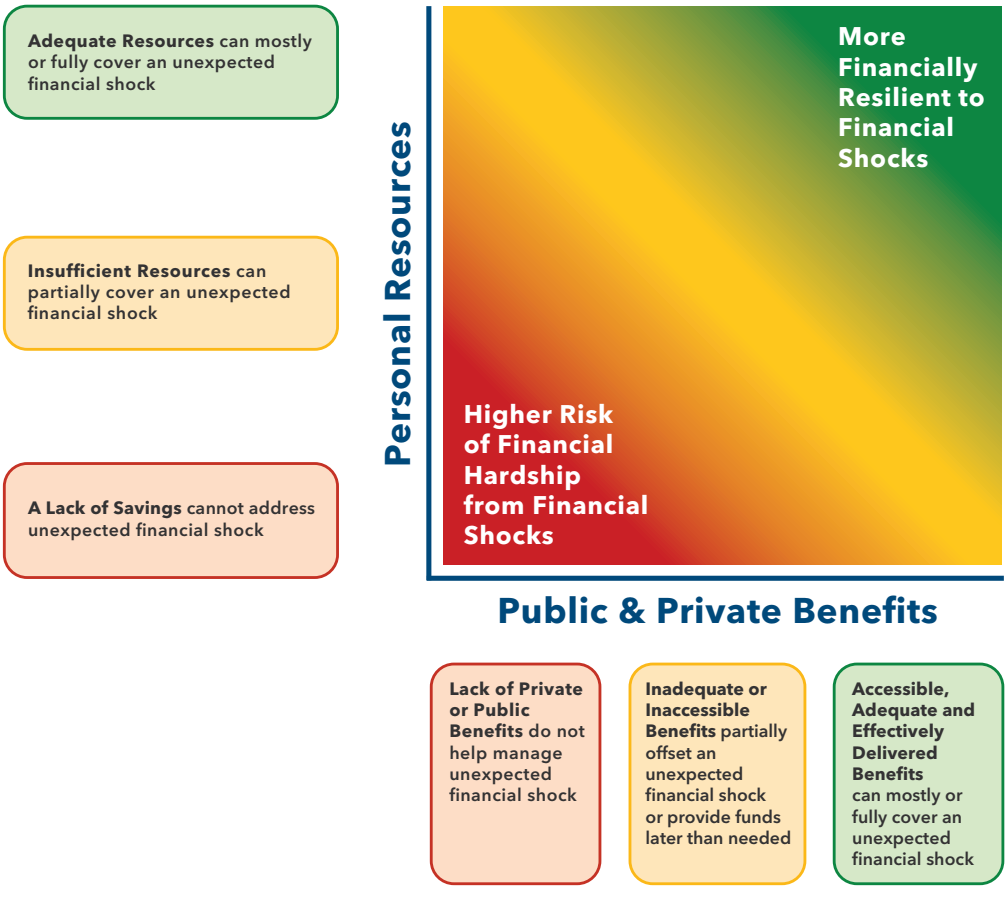 Adequate Resources can mostly
or fully cover an unexpected
financial shock
Insufficient Resources can
partially cover an unexpected
financial shock
A Lack of Savings cannot address
unexpected financial shock
Personal Resources
More
Financially
Resilient to
Financial
Shocks
Higher Risk
of Financial
Hardship
from Financial
Shocks
Public & Private Benefits
Lack of Private
or Public
Benefits do not
help manage
unexpected
financial shock
Inadequate or
Inaccessible
Benefits partially
offset an
unexpected
financial shock
or provide funds
later than needed
Accessible,
Adequate and
Effectively
Delivered
Benefits
can mostly or
fully cover an
unexpected
financial shock